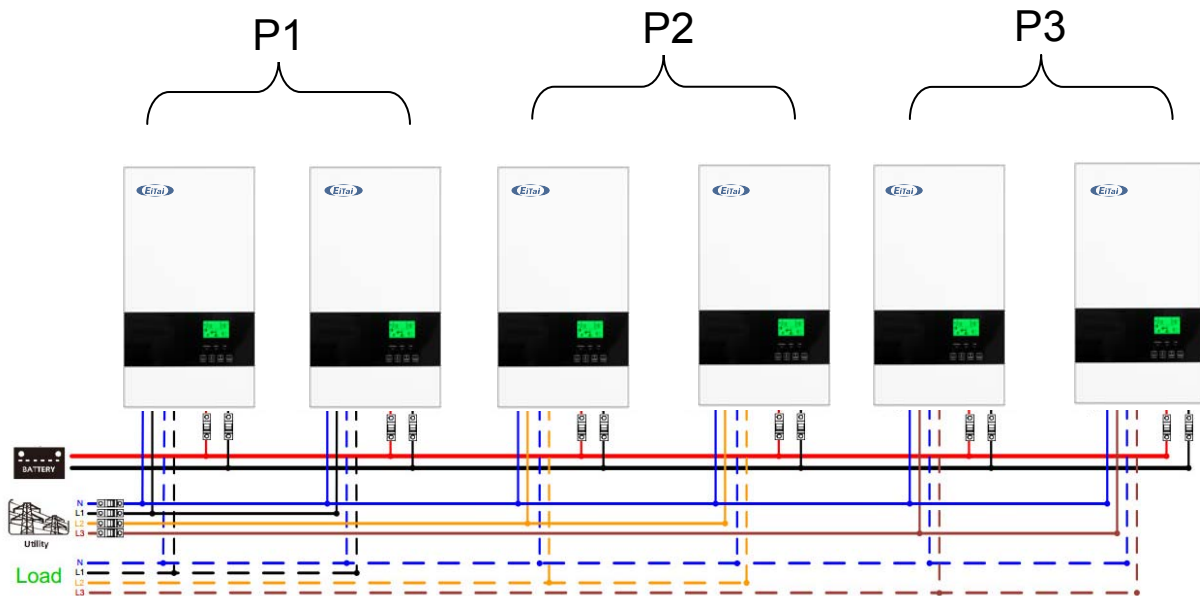 P1
P2
P3
EiTai
EiTai
EiTai
EiTai
EiTai
EiTai
BATTERY
N
L1
L2
L3
Utility
Load
N
L1
L2
L3